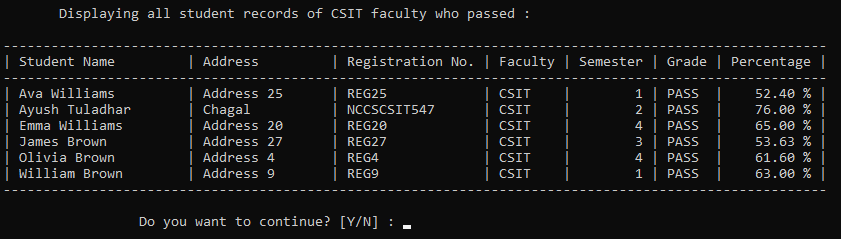 Displaying all student records of CSIT faculty who passed :
-------------------------------------------------------------------------------------------------------
| Student Name         | Address         | Registration No. | Faculty | Semester | Grade | Percentage |
-------------------------------------------------------------------------------------------------------
| Ava Williams         | Address 25      | REG25            | CSIT    |        1 | PASS  |    52.40 % |
| Ayush Tuladhar       | Chagal          | NCCSCSIT547      | CSIT    |        2 | PASS  |    76.00 % |
| Emma Williams        | Address 20      | REG20            | CSIT    |        4 | PASS  |    65.00 % |
| James Brown          | Address 27      | REG27            | CSIT    |        3 | PASS  |    53.63 % |
| Olivia Brown         | Address 4       | REG4             | CSIT    |        4 | PASS  |    61.60 % |
| William Brown        | Address 9       | REG9             | CSIT    |        1 | PASS  |    63.00 % |
-------------------------------------------------------------------------------------------------------
Do you want to continue? [Y/N] :